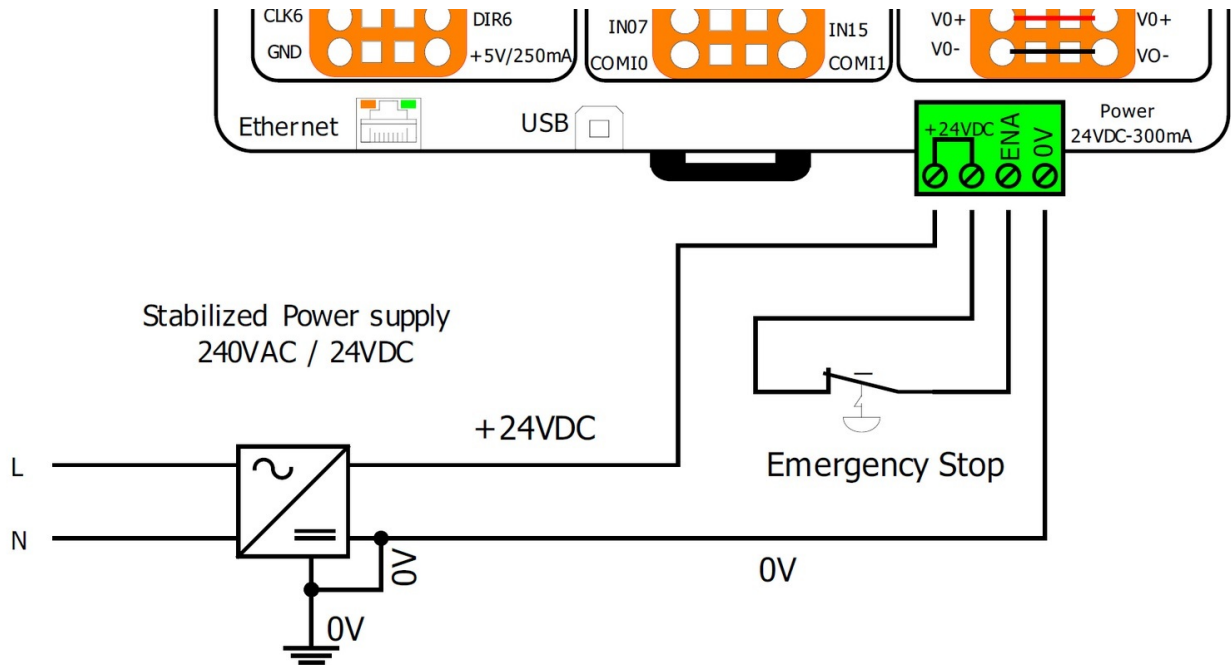 CLK6
DIR6
GND
+5V/250mA
IN07
IN15
COMI0
COMI1
V0+
V0+
V0-
VO-
Ethernet
USB
+24VDC
ENA
0V
Power
24VDC-300mA
Stabilized Power supply
240VAC / 24VDC
+24VDC
Emergency Stop
L
N
0V
0V
0V